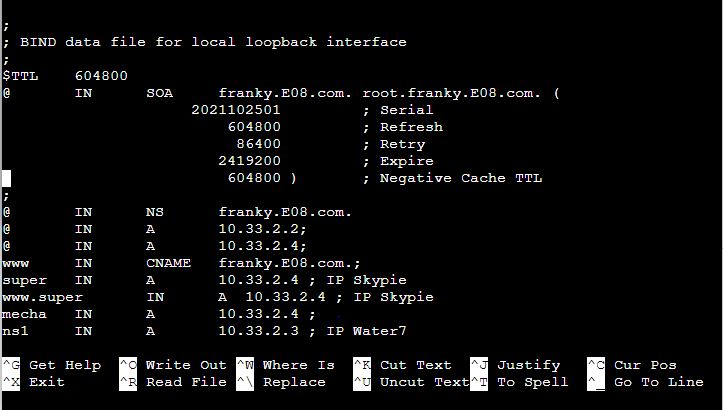 ;
; BIND data file for local loopback interface
;
$TTL    604800
@       IN      SOA     franky.E08.com. root.franky.E08.com. (
                     2021102501         ; Serial
                         604800         ; Refresh
                          86400         ; Retry
                        2419200         ; Expire
                         604800 )       ; Negative Cache TTL
;
@       IN      NS      franky.E08.com.
@       IN      A       10.33.2.2;
@       IN      A       10.33.2.4;
www     IN      CNAME   franky.E08.com.;
super   IN      A       10.33.2.4 ; IP Skypie
www.super       IN      A  10.33.2.4 ; IP Skypie
mecha   IN      A       10.33.2.4 ;
ns1     IN      A       10.33.2.3 ; IP Water7
^G Get Help  ^O Write Out ^W Where Is  ^K Cut Text  ^J Justify   ^C Cur Pos
^X Exit      ^R Read File ^\ Replace   ^U Uncut Text^T To Spell  ^_ Go To Line